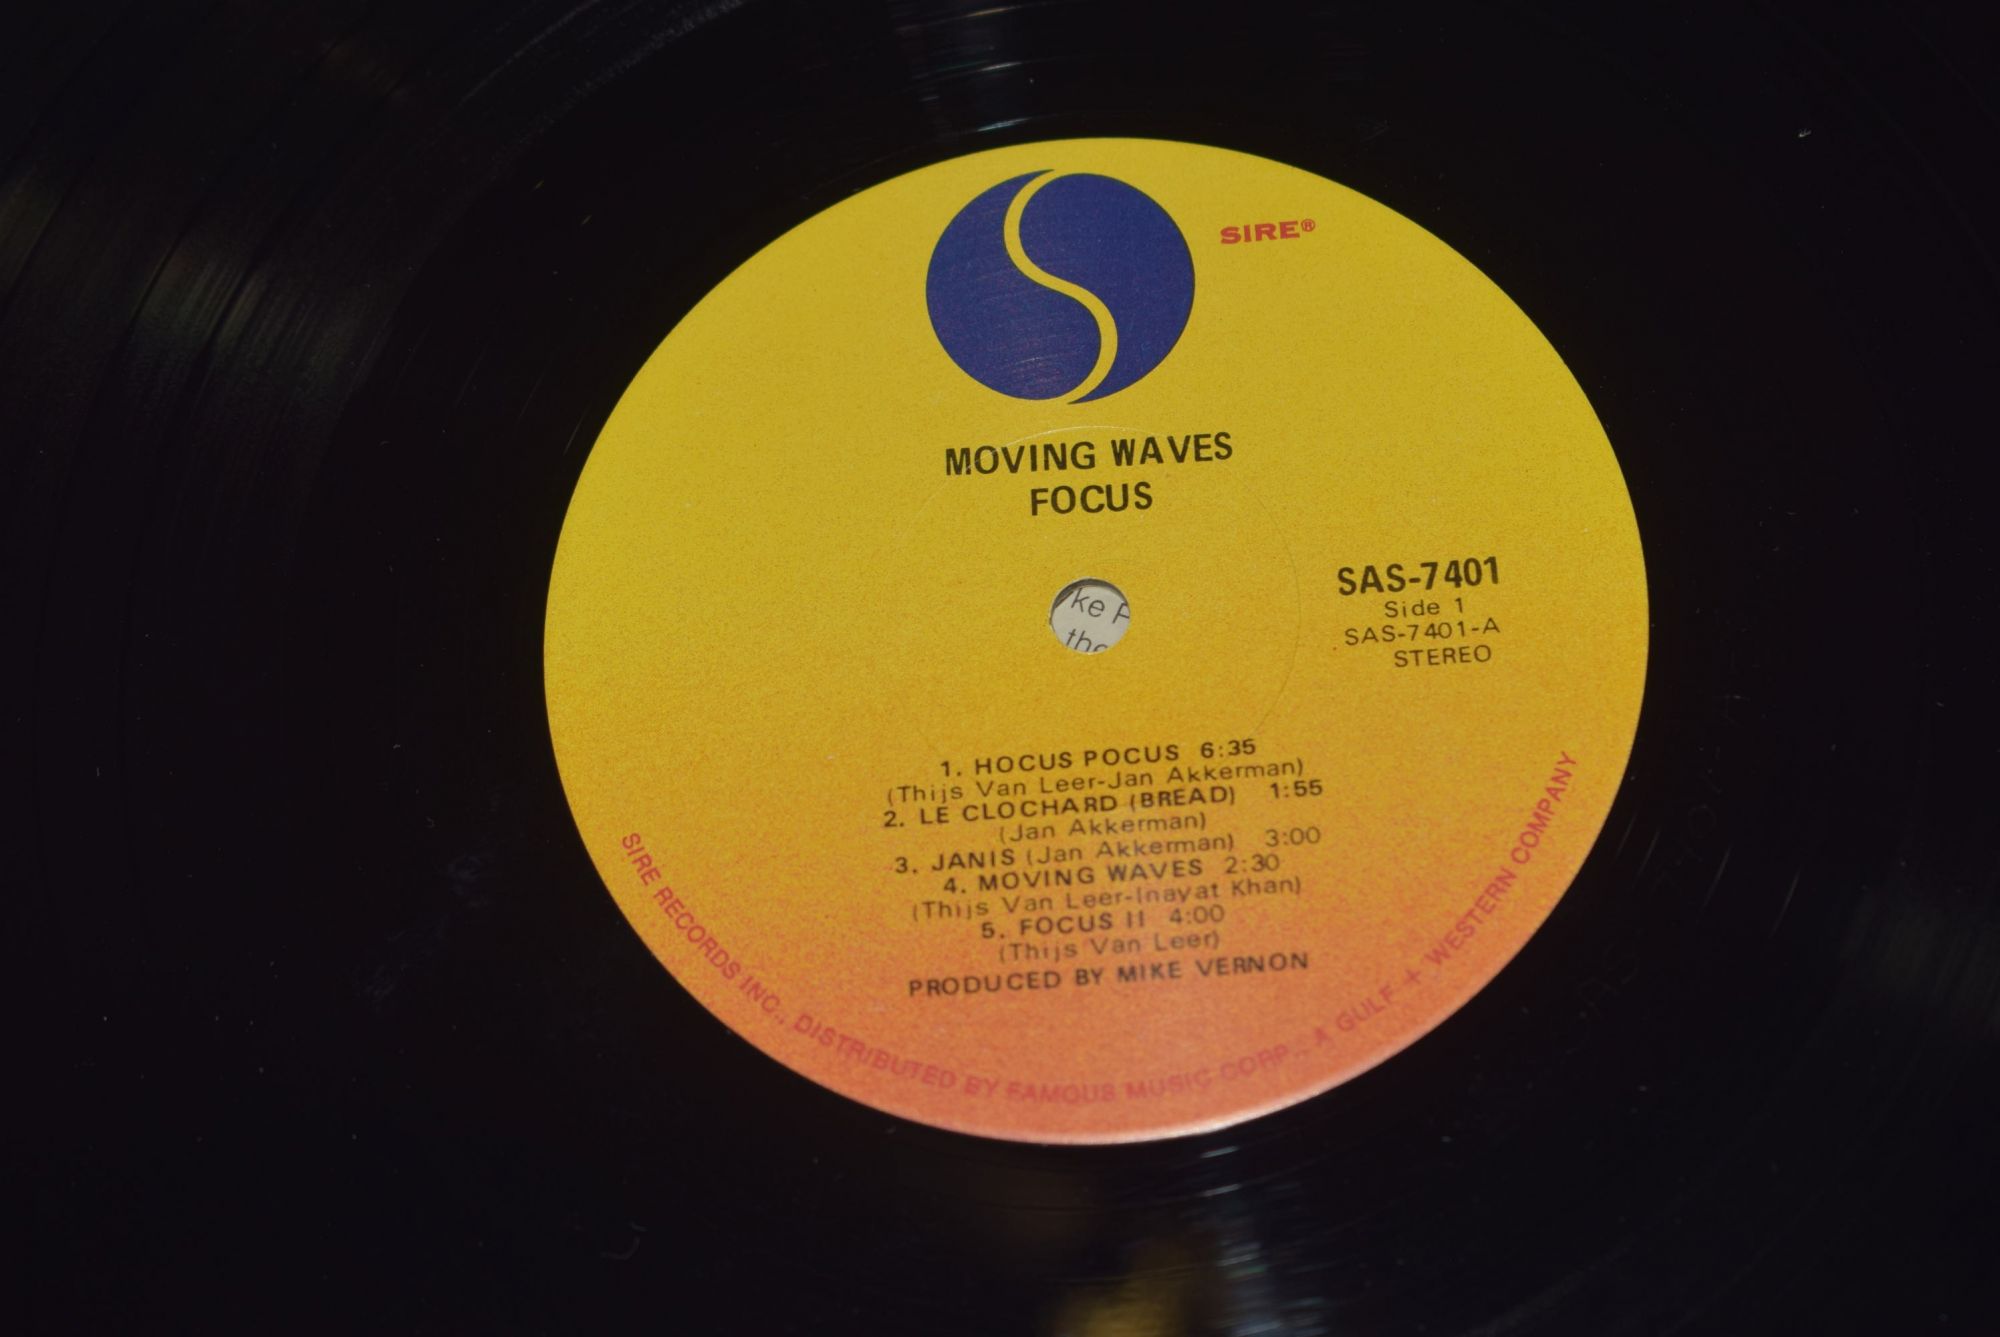 SIRE®
MOVING WAVES
FOCUS
SAS-7401
Side 1
SAS-7401-A
STEREO
ke
the
1. HOCUS POCUS 6:35
(Thijs Van Leer-Jan Akkerman)
2. LE CLOCHARD (BREAD) 1:55
(Jan Akkerman)
3. JANIS (Jan Akkerman) 3:00
4. MOVING WAVES 2:30
(Thijs Van Leer-Inayat Khan)
5. FOCUS II 4:00
(Thijs Van Leer)
PRODUCED BY MIKE VERNON
SIRE RECORDS INC., DISTRIBUTED BY FAMOUS MUSIC CORP., A GULF + WESTERN COMPANY